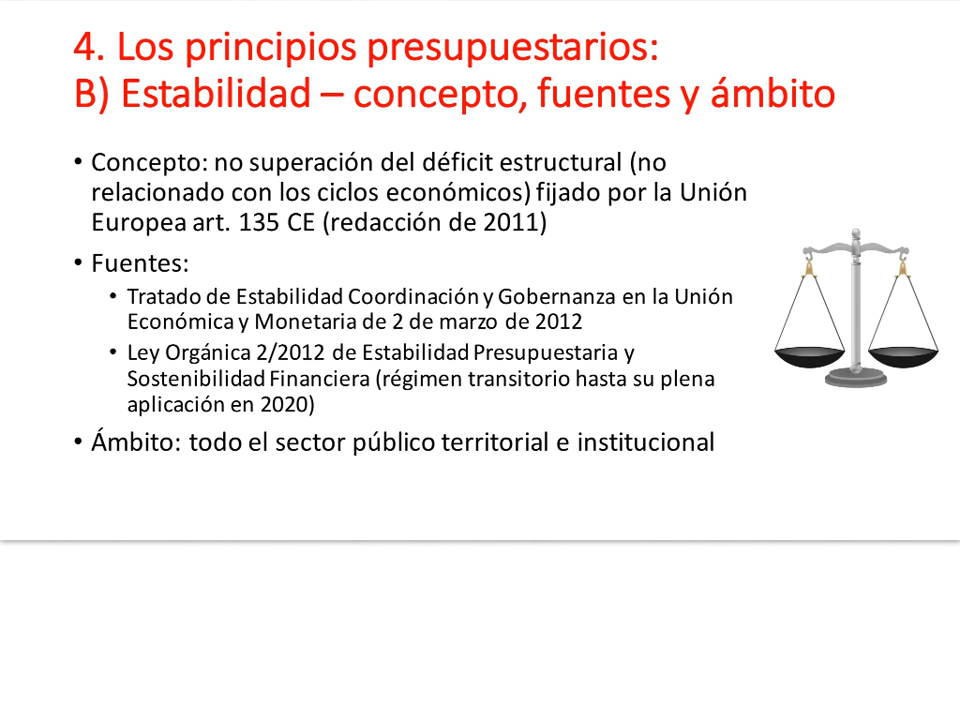 4. Los principios presupuestarios:
B) Estabilidad – concepto, fuentes y ámbito
• Concepto: no superación del déficit estructural (no
relacionado con los ciclos económicos) fijado por la Unión
Europea art. 135 CE (redacción de 2011)
• Fuentes:
• Tratado de Estabilidad Coordinación y Gobernanza en la Unión
Económica y Monetaria de 2 de marzo de 2012
• Ley Orgánica 2/2012 de Estabilidad Presupuestaria y
Sostenibilidad Financiera (régimen transitorio hasta su plena
aplicación en 2020)
• Ámbito: todo el sector público territorial e institucional